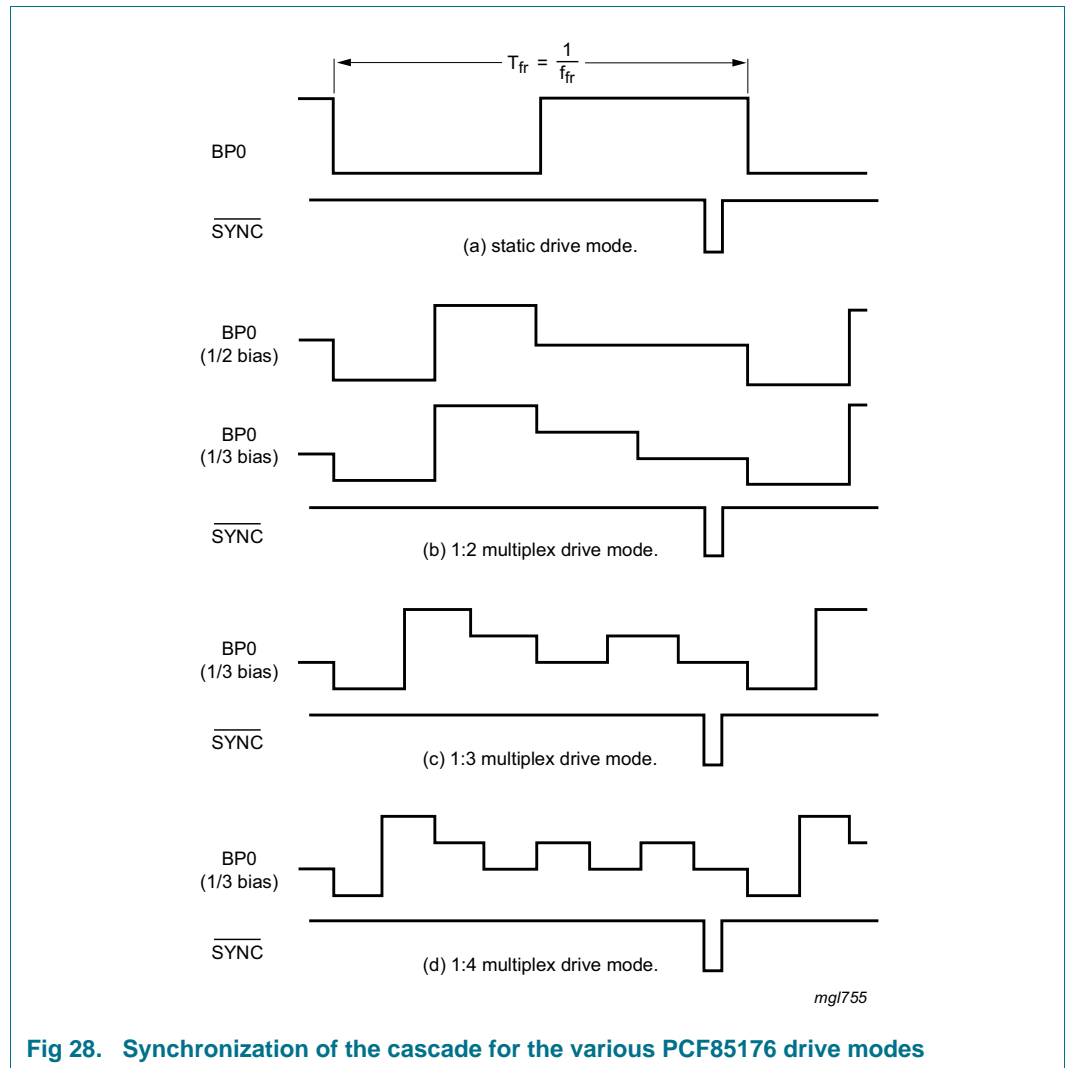 Tfr = 1/ffr
BP0
SYNC
(a) static drive mode.
BP0
(1/2 bias)
BP0
(1/3 bias)
SYNC
(b) 1:2 multiplex drive mode.
BP0
(1/3 bias)
SYNC
(c) 1:3 multiplex drive mode.
BP0
(1/3 bias)
SYNC
(d) 1:4 multiplex drive mode.
mgl755
Fig 28. Synchronization of the cascade for the various PCF85176 drive modes